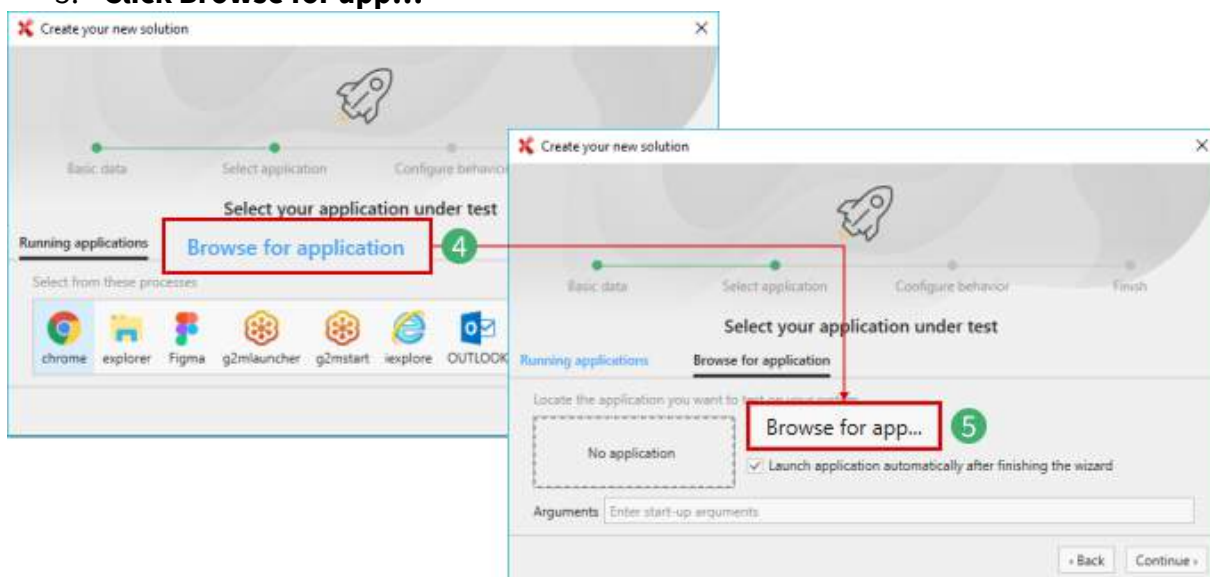 Click Browse for app...
Create your new solution
Basic data
Select application
Configure behavior
Select your application under test
Running applications
Browse for application
4
Select from these processes
chrome
explorer
Figma
g2mlauncher
g2mstart
iexplore
OUTLOOK
Create your new solution
Basic data
Select application
Configure behavior
Finish
Select your application under test
Running applications
Browse for application
Locate the application you want to test on your system
Browse for app...
5
No application
Launch application automatically after finishing the wizard
Arguments
Enter start-up arguments
‹ Back
Continue ›